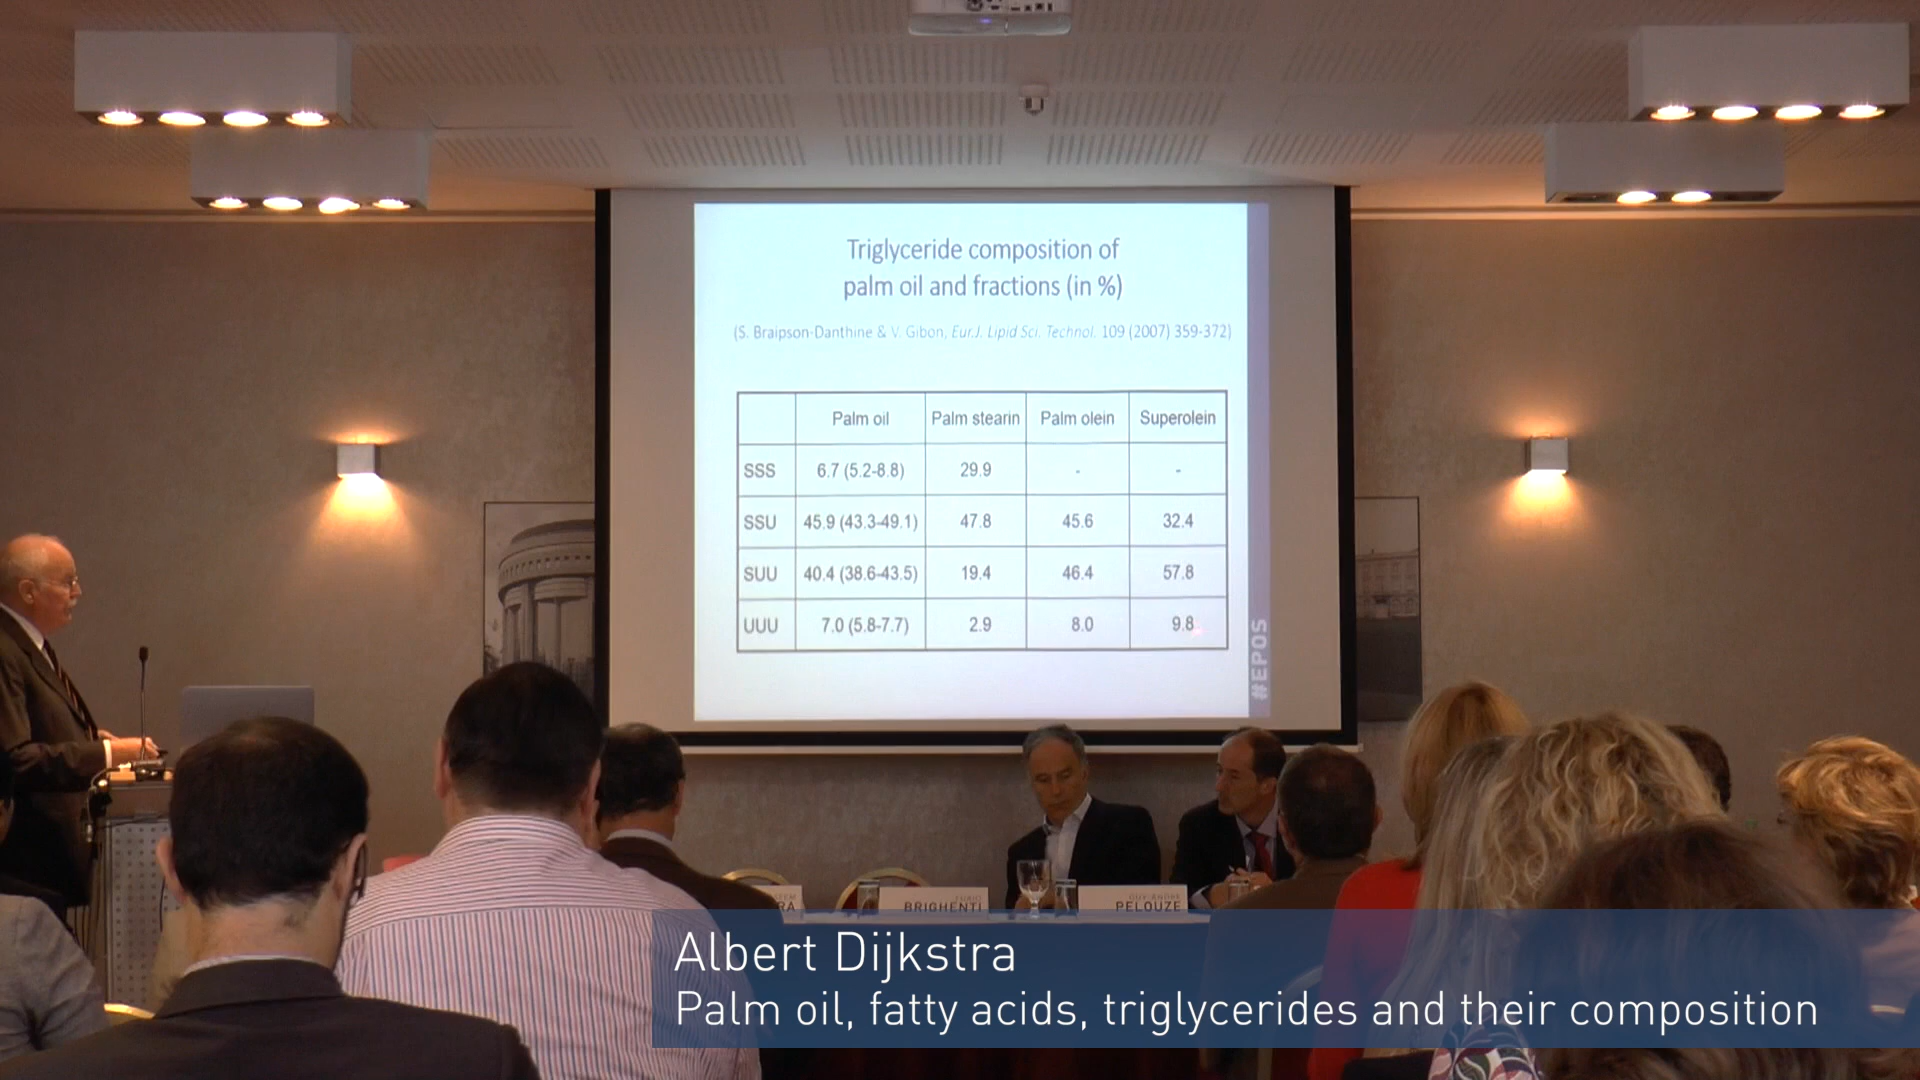 Triglyceride composition of
palm oil and fractions (in %)
(S. Braipson-Danthine & V. Gibon, Eur.J. Lipid Sci. Technol. 109 (2007) 359-372)
Palm oil Palm stearin Palm olein Superolein
SSS 6.7 (5.2-8.8) 29.9 - -
SSU 45.9 (43.3-49.1) 47.8 45.6 32.4
SUU 40.4 (38.6-43.5) 19.4 46.4 57.8
UUU 7.0 (5.8-7.7) 2.9 8.0 9.8
#EPOS
BRIGHENTI
GUY-ANDRÉ
PELOUZE
Albert Dijkstra
Palm oil, fatty acids, triglycerides and their composition